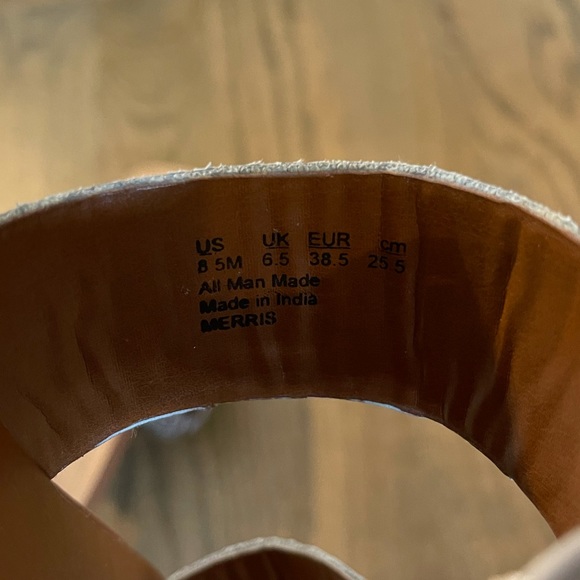 US UK EUR cm
8 5M 6.5 38.5 25 5
All Man Made
Made in India
MERRIS